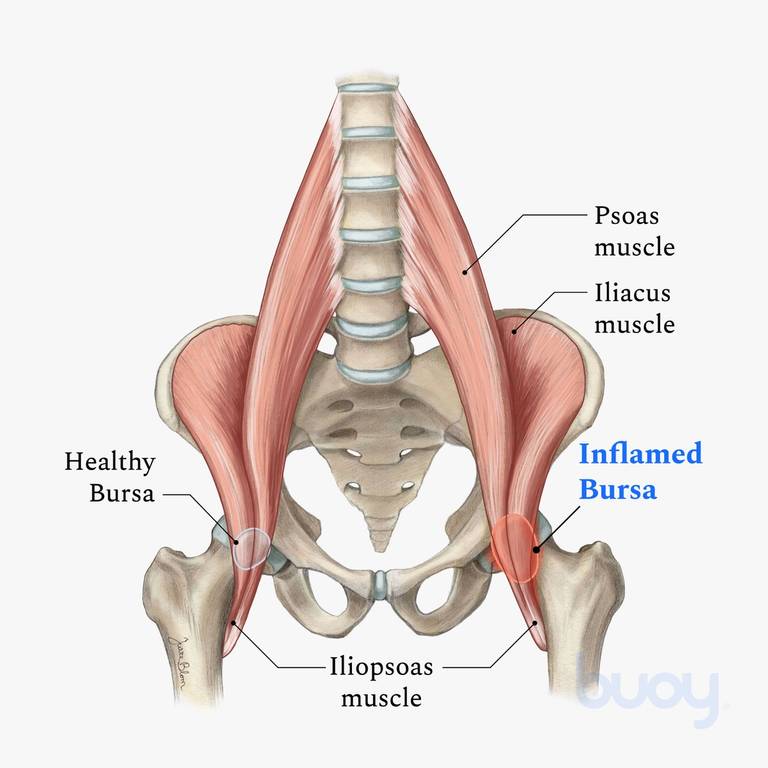 Psoas
muscle
Iliacus
muscle
Healthy
Bursa
Inflamed
Bursa
Iliopsoas
muscle
buoy